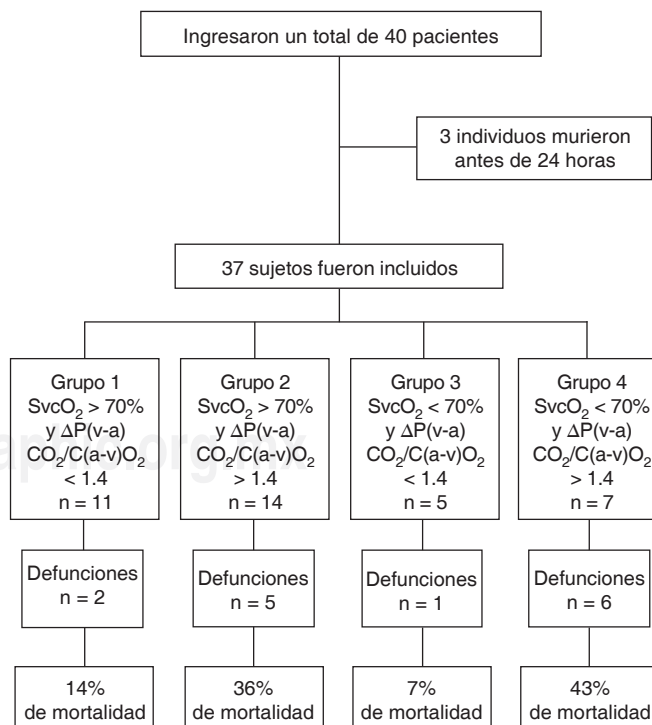 Ingresaron un total de 40 pacientes
3 individuos murieron
antes de 24 horas
37 sujetos fueron incluidos
Grupo 1
SvcO₂ > 70%
y ΔP(v-a)
CO₂/C(a-v)O₂
< 1.4
n = 11
Grupo 2
SvcO₂ > 70%
y ΔP(v-a)
CO₂/C(a-v)O₂
> 1.4
n = 14
Grupo 3
SvcO₂ < 70%
y ΔP(v-a)
CO₂/C(a-v)O₂
< 1.4
n = 5
Grupo 4
SvcO₂ < 70%
y ΔP(v-a)
CO₂/C(a-v)O₂
> 1.4
n = 7
Defunciones
n = 2
Defunciones
n = 5
Defunciones
n = 1
Defunciones
n = 6
14%
de mortalidad
36%
de mortalidad
7%
de mortalidad
43%
de mortalidad